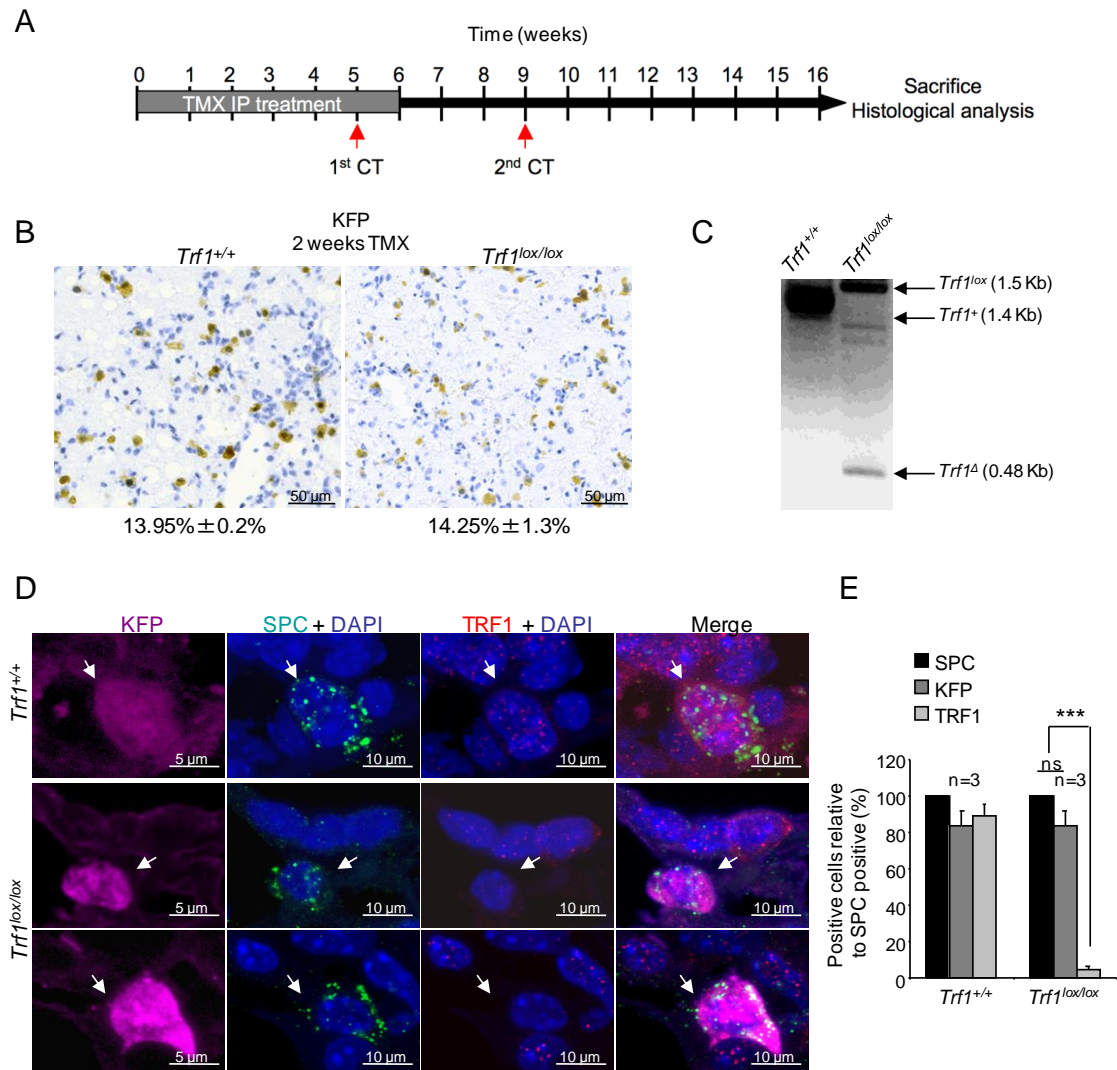 A
Time (weeks)
0 1 2 3 4 5 6 7 8 9 10 11 12 13 14 15 16
TMX IP treatment
Sacrifice
Histological analysis
1st CT
2nd CT
B
KFP
2 weeks TMX
Trf1+/+
Trf1lox/lox
50 µm
50 µm
13.95%±0.2%
14.25%±1.3%
C
Trf1+/+
Trf1lox/lox
Trf1lox (1.5 Kb)
Trf1+ (1.4 Kb)
Trf1Δ (0.48 Kb)
D
KFP
SPC + DAPI
TRF1 + DAPI
Merge
Trf1+/+
5 µm
10 µm
10 µm
10 µm
Trf1lox/lox
5 µm
10 µm
10 µm
10 µm
5 µm
10 µm
10 µm
10 µm
E
SPC
KFP
TRF1
***
ns
n=3
n=3
Positive cells relative
to SPC positive (%)
120
100
80
60
40
20
0
Trf1+/+
Trf1lox/lox